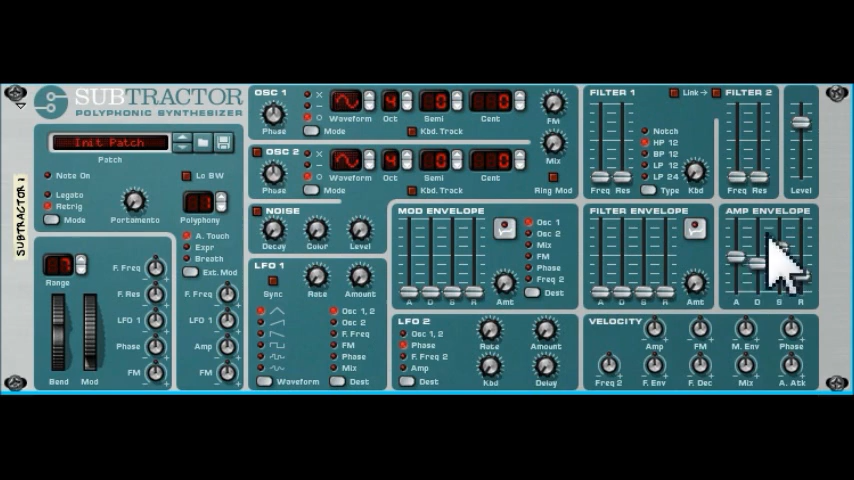 SUBTRACTOR
POLYPHONIC SYNTHESIZER
Init Patch
Patch
Note On
Legato
Retrig
Mode
Portamento
Lo BW
Polyphony
A. Touch
Expr
Breath
Ext. Mod
SUBTRACTOR 1
Range
Bend Mod
F. Freq
F. Res
LFO 1
Phase
FM
F. Freq
LFO 1
Amp
FM
OSC 1
Phase
Mode
Waveform Oct Semi Cent
4 0 0
Kbd. Track
FM
OSC 2
Phase
Mode
Waveform Oct Semi Cent
4 0 0
Kbd. Track
Mix
Ring Mod
NOISE
Decay Color Level
LFO 1
Sync Rate Amount
Osc 1, 2
Osc 2
F. Freq
FM
Phase
Mix
Waveform Dest
MOD ENVELOPE
A D S R Amt
Osc 1
Osc 2
Mix
FM
Phase
Freq 2
Dest
LFO 2
Osc 1, 2
Phase
F. Freq 2
Amp
Dest
Rate Amount
Kbd Delay
FILTER 1
Link →
FILTER 2
Notch
HP 12
BP 12
LP 12
LP 24
Type
Freq Res Kbd
Freq Res
Level
FILTER ENVELOPE
A D S R Amt
AMP ENVELOPE
A D S R
VELOCITY
Amp FM M. Env Phase
Freq 2 F. Env F. Dec Mix A. Atk